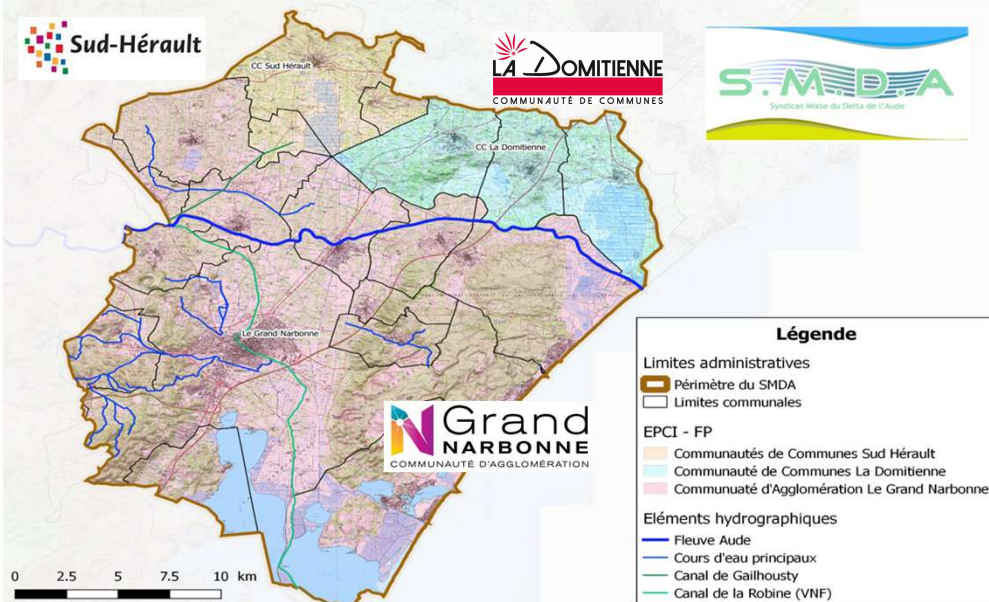 Sud-Hérault
LA DOMITIENNE
COMMUNAUTÉ DE COMMUNES
S.M.D.A
Syndicat Mixte du Delta de l'Aude
CC Sud Hérault
CC La Domitienne
Le Grand Narbonne
Grand
NARBONNE
COMMUNAUTÉ D'AGGLOMÉRATION
Légende
Limites administratives
Périmètre du SMDA
Limites communales
EPCI - FP
Communautés de Communes Sud Hérault
Communauté de Communes La Domitienne
Communuaté d'Agglomération Le Grand Narbonne
Eléments hydrographiques
Fleuve Aude
Cours d'eau principaux
Canal de Gailhousty
Canal de la Robine (VNF)
0 2.5 5 7.5 10 km